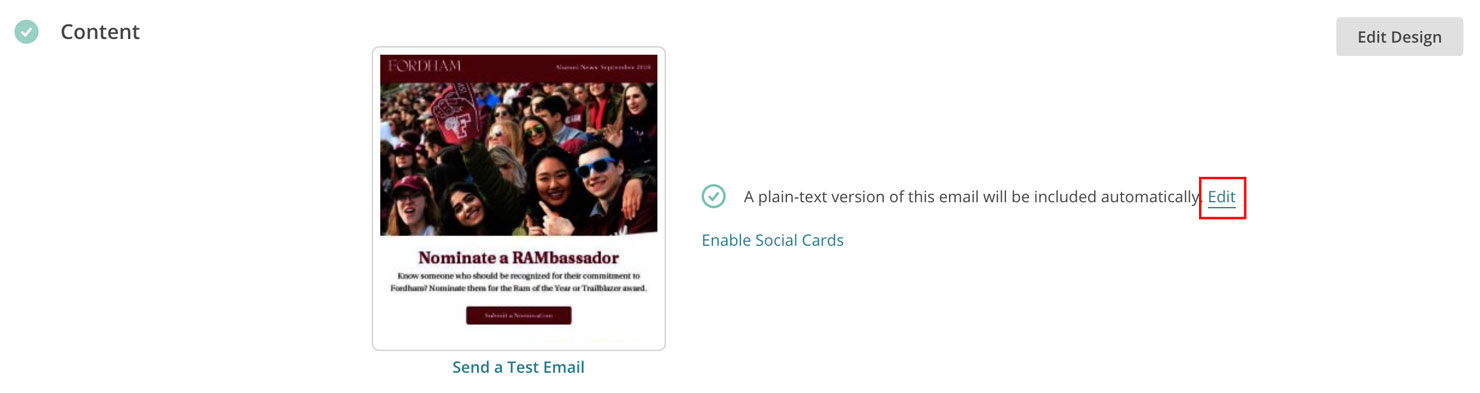 Content
Edit Design
FORDHAM
Alumni News: September 2026
F
Nominate a RAMbassador
Know someone who should be recognized for their commitment to
Fordham? Nominate them for the Ram of the Year or Trailblazer award.
Submit a Nomination
Send a Test Email
A plain-text version of this email will be included automatically. Edit
Enable Social Cards